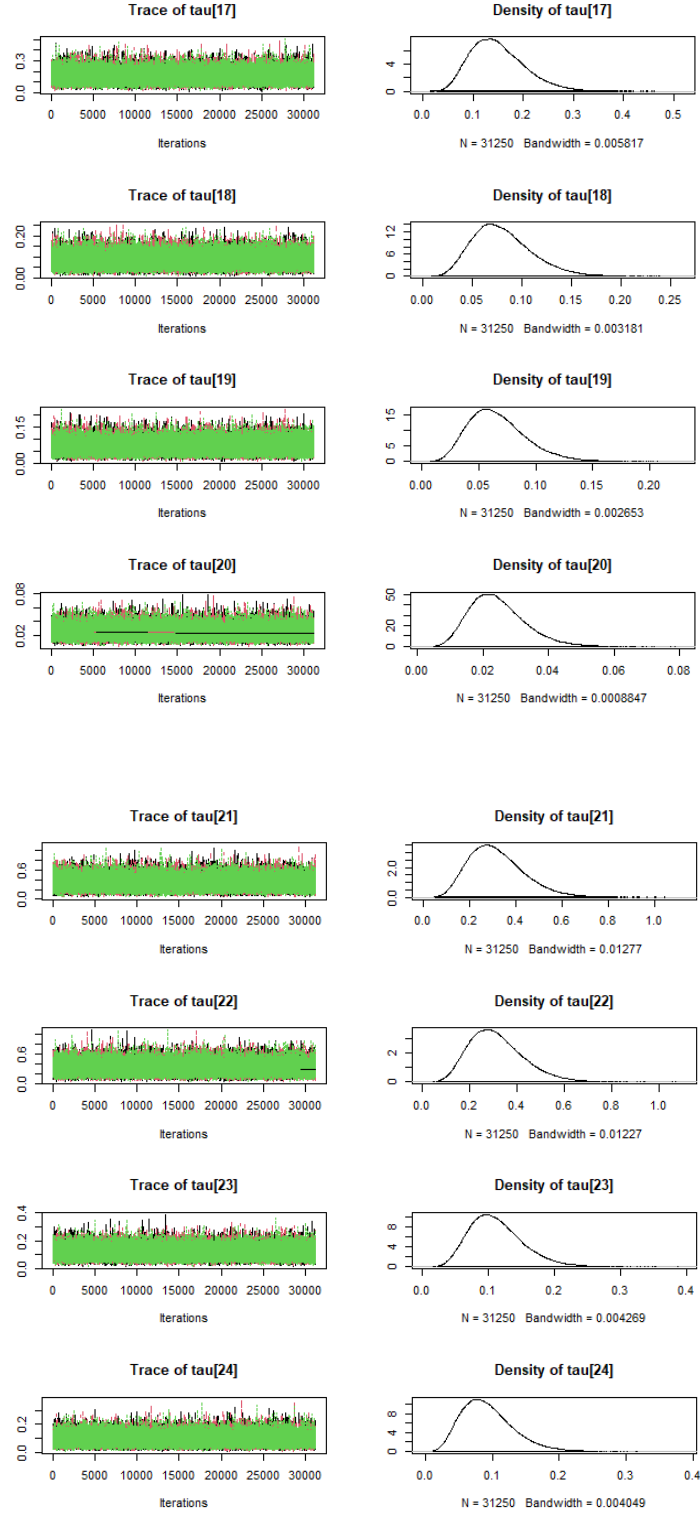 Trace of tau[17]
Density of tau[17]
0.0 0.3
0 4
0 5000 10000 15000 20000 25000 30000
0.0 0.1 0.2 0.3 0.4 0.5
Iterations
N = 31250 Bandwidth = 0.005817
Trace of tau[18]
Density of tau[18]
0.00 0.20
0 6 12
0 5000 10000 15000 20000 25000 30000
0.00 0.05 0.10 0.15 0.20 0.25
Iterations
N = 31250 Bandwidth = 0.003181
Trace of tau[19]
Density of tau[19]
0.00 0.15
0 5 15
0 5000 10000 15000 20000 25000 30000
0.00 0.05 0.10 0.15 0.20
Iterations
N = 31250 Bandwidth = 0.002653
Trace of tau[20]
Density of tau[20]
0.02 0.08
0 20 50
0 5000 10000 15000 20000 25000 30000
0.00 0.02 0.04 0.06 0.08
Iterations
N = 31250 Bandwidth = 0.0008847
Trace of tau[21]
Density of tau[21]
0.0 0.6
0.0 2.0
0 5000 10000 15000 20000 25000 30000
0.0 0.2 0.4 0.6 0.8 1.0
Iterations
N = 31250 Bandwidth = 0.01277
Trace of tau[22]
Density of tau[22]
0.0 0.6
0 2
0 5000 10000 15000 20000 25000 30000
0.0 0.2 0.4 0.6 0.8 1.0
Iterations
N = 31250 Bandwidth = 0.01227
Trace of tau[23]
Density of tau[23]
0.0 0.2 0.4
0 4 8
0 5000 10000 15000 20000 25000 30000
0.0 0.1 0.2 0.3 0.4
Iterations
N = 31250 Bandwidth = 0.004269
Trace of tau[24]
Density of tau[24]
0.0 0.2
0 4 8
0 5000 10000 15000 20000 25000 30000
0.0 0.1 0.2 0.3 0.4
Iterations
N = 31250 Bandwidth = 0.004049